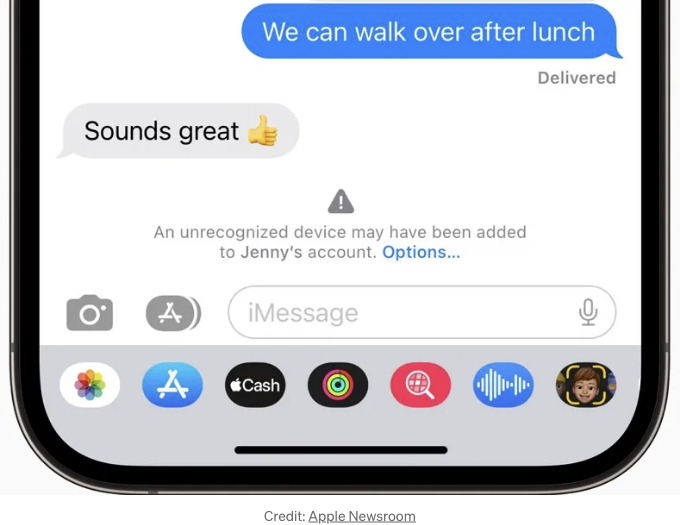 We can walk over after lunch
Delivered
Sounds great 👍
An unrecognized device may have been added
to Jenny's account. Options...
iMessage
Cash
Credit: Apple Newsroom